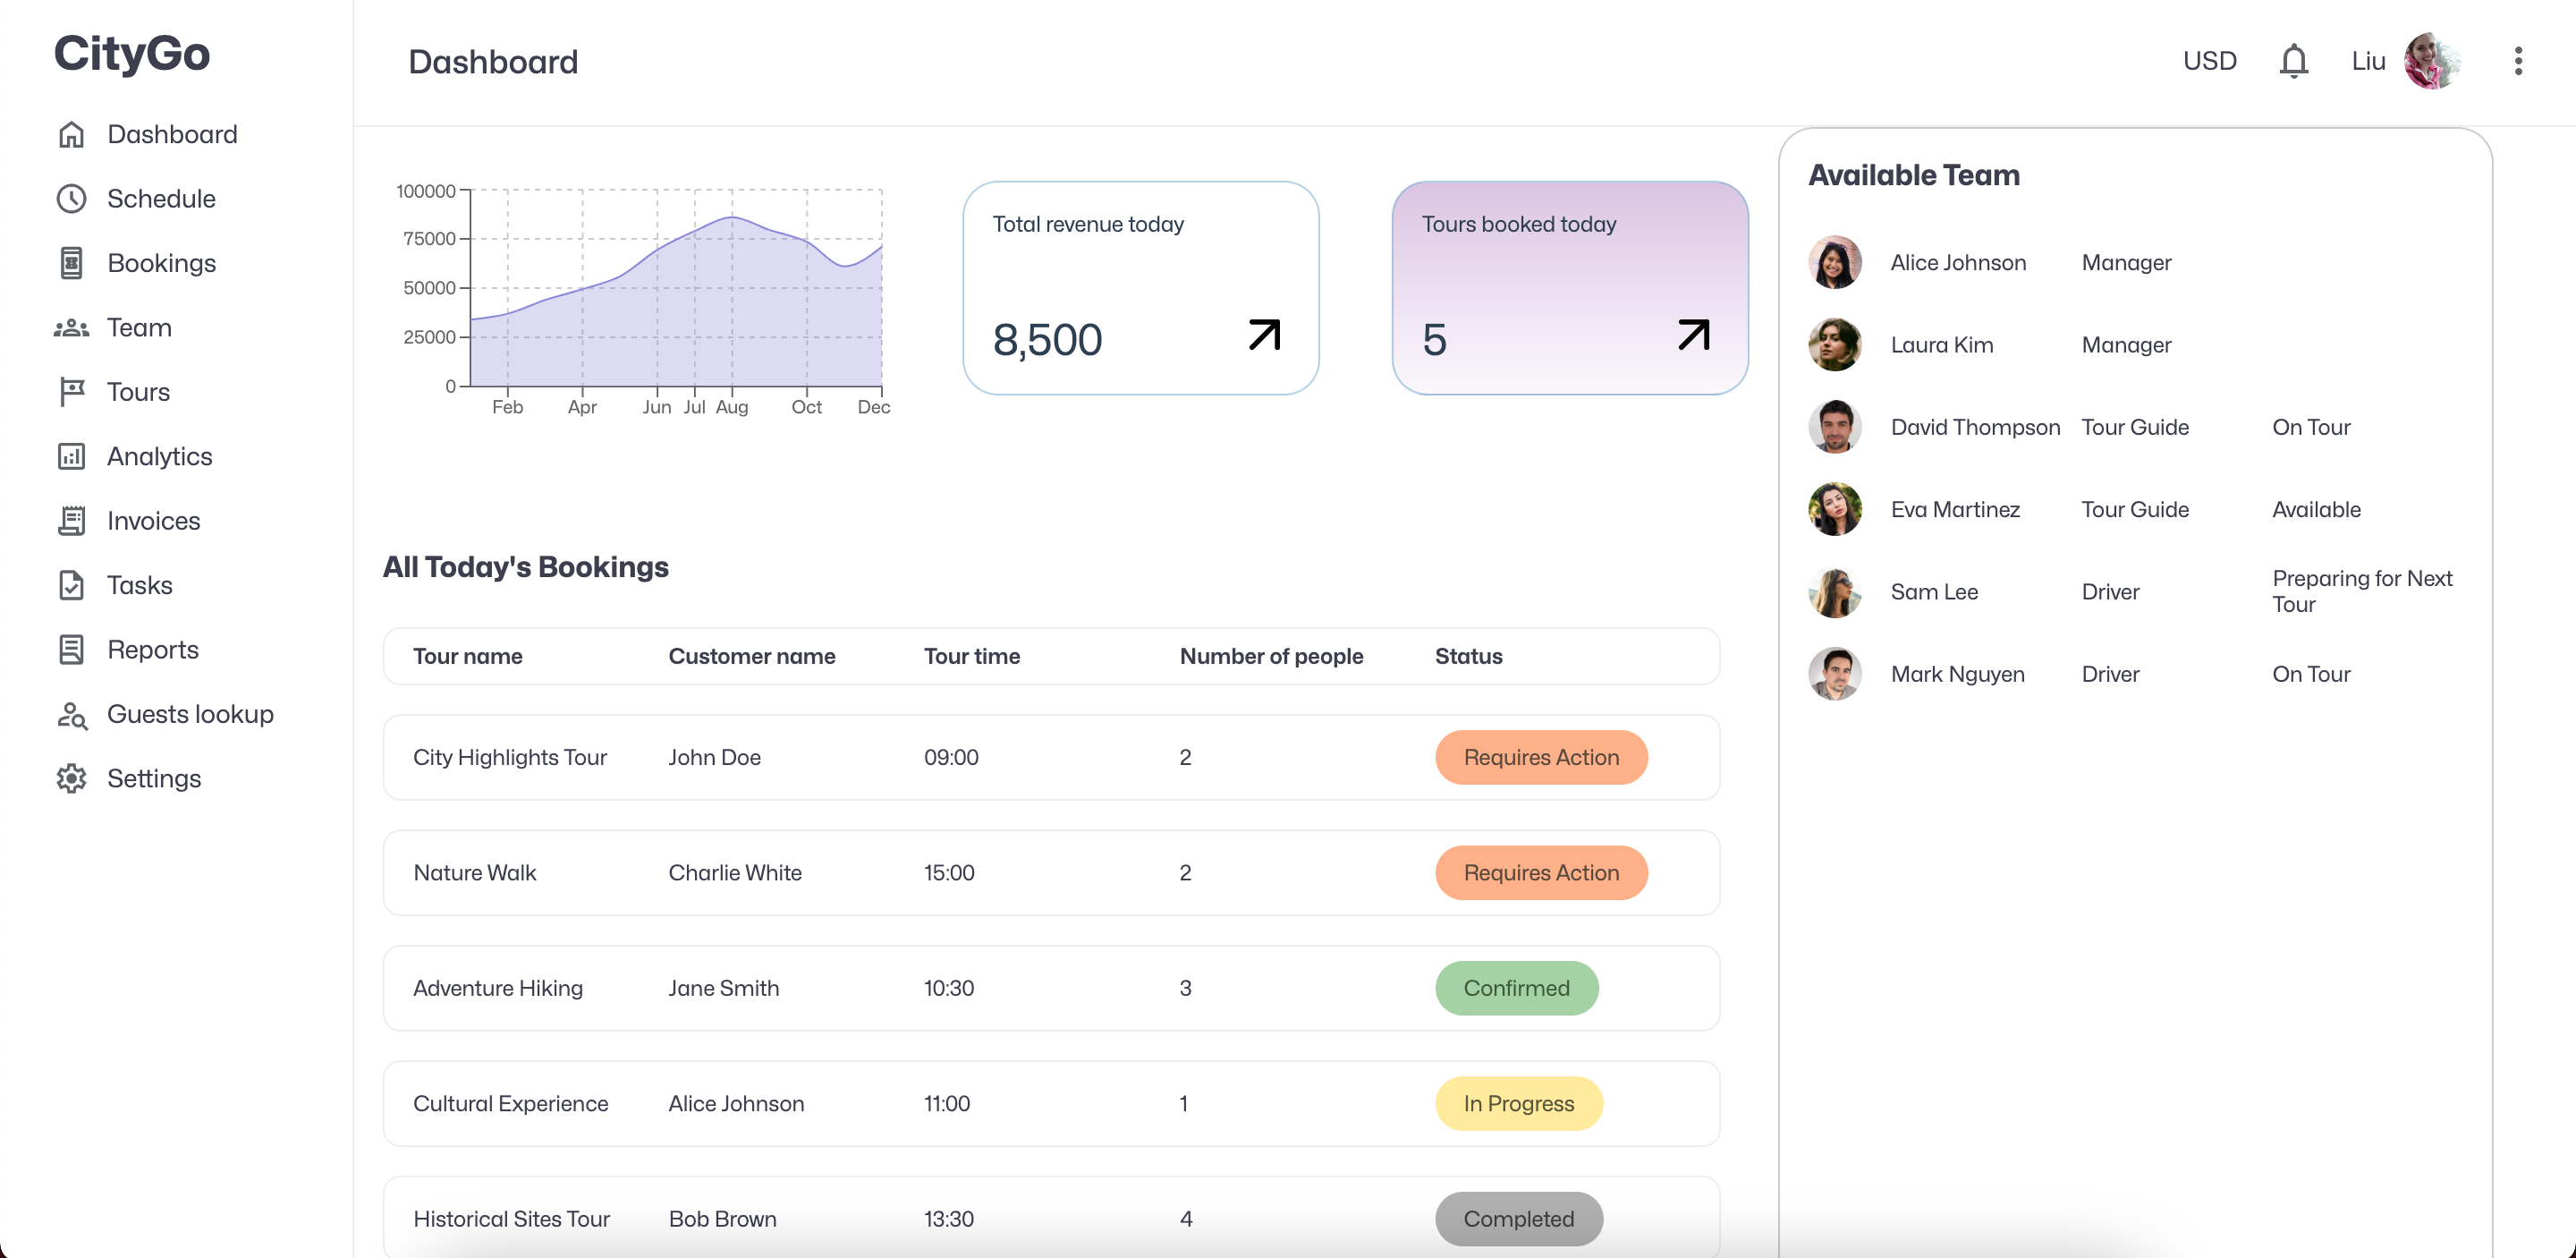 CityGo
Dashboard
Schedule
Bookings
Team
Tours
Analytics
Invoices
Tasks
Reports
Guests lookup
Settings
Dashboard
USD
Liu
100000
75000
50000
25000
0
Feb Apr Jun Jul Aug Oct Dec
Total revenue today
8,500
Tours booked today
5
All Today's Bookings
Tour name Customer name Tour time Number of people Status
City Highlights Tour John Doe 09:00 2 Requires Action
Nature Walk Charlie White 15:00 2 Requires Action
Adventure Hiking Jane Smith 10:30 3 Confirmed
Cultural Experience Alice Johnson 11:00 1 In Progress
Historical Sites Tour Bob Brown 13:30 4 Completed
Available Team
Alice Johnson Manager
Laura Kim Manager
David Thompson Tour Guide On Tour
Eva Martinez Tour Guide Available
Sam Lee Driver Preparing for Next
Tour
Mark Nguyen Driver On Tour